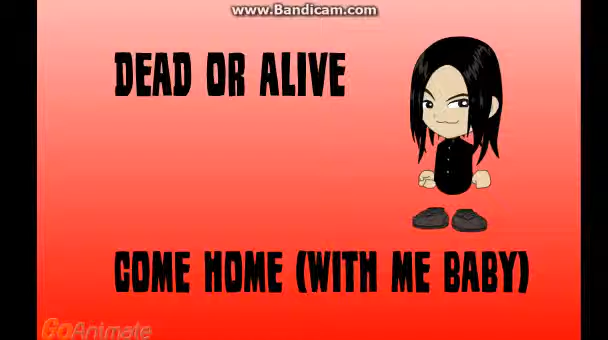 www.Bandicam.com
DEAD OR ALIVE
COME HOME (WITH ME BABY)
GoAnimate